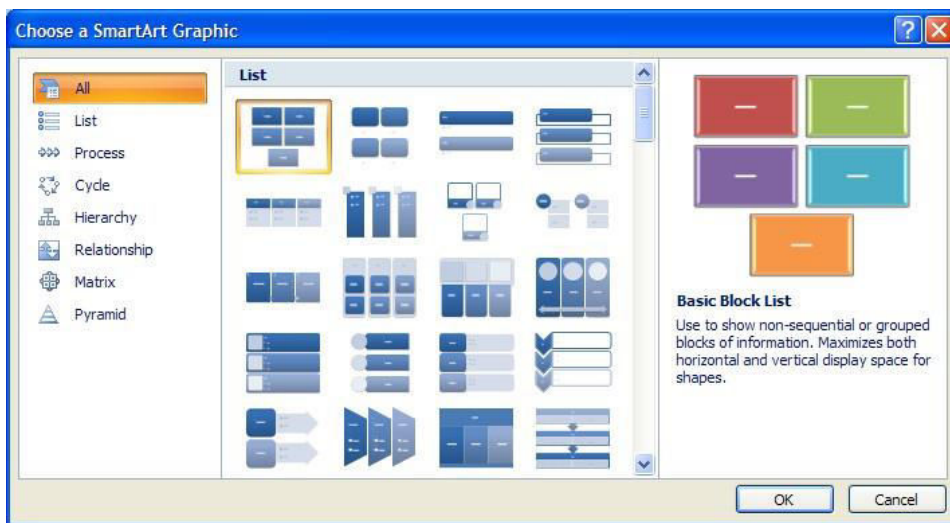 Choose a SmartArt Graphic
All
List
Process
Cycle
Hierarchy
Relationship
Matrix
Pyramid
List
Basic Block List
Use to show non-sequential or grouped
blocks of information. Maximizes both
horizontal and vertical display space for
shapes.
OK
Cancel